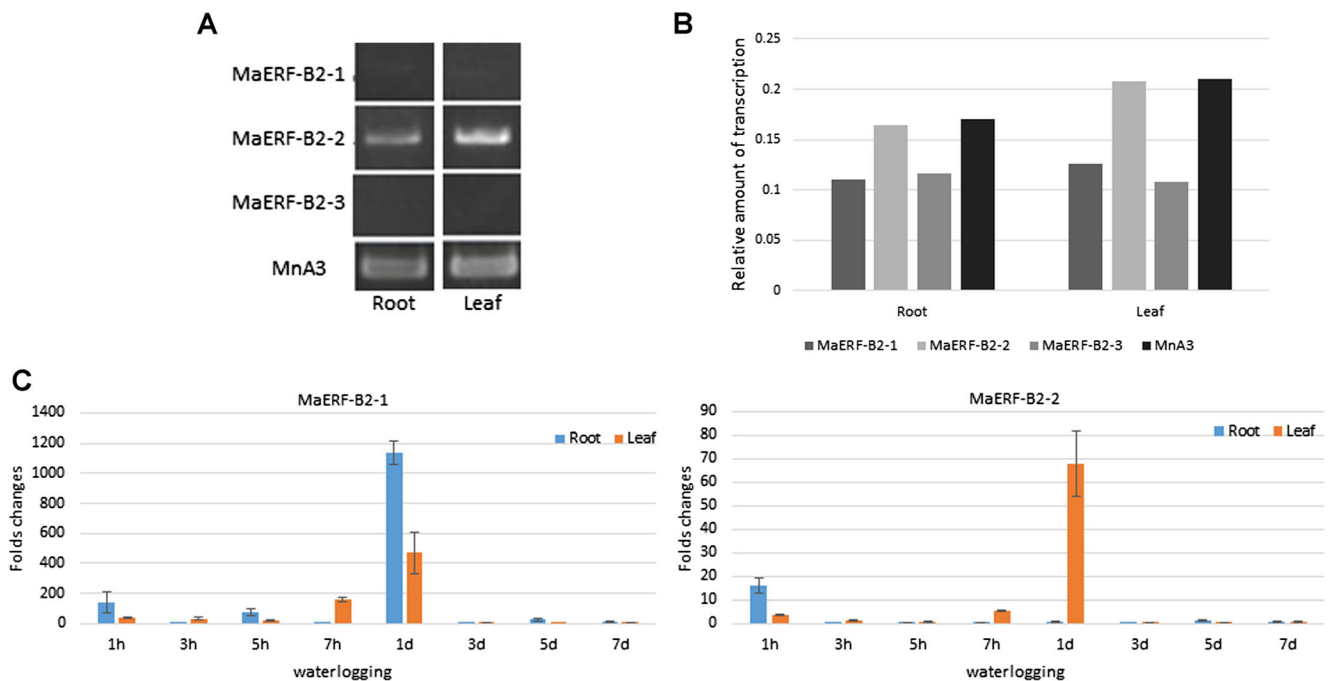 A
MaERF-B2-1
MaERF-B2-2
MaERF-B2-3
MnA3
Root Leaf
B
Relative amount of transcription
0.25
0.2
0.15
0.1
0.05
0
Root Leaf
MaERF-B2-1 MaERF-B2-2 MaERF-B2-3 MnA3
C
MaERF-B2-1
Root Leaf
Folds changes
1400
1200
1000
800
600
400
200
0
1h 3h 5h 7h 1d 3d 5d 7d
waterlogging
MaERF-B2-2
Root Leaf
Folds changes
90
80
70
60
50
40
30
20
10
0
1h 3h 5h 7h 1d 3d 5d 7d
waterlogging